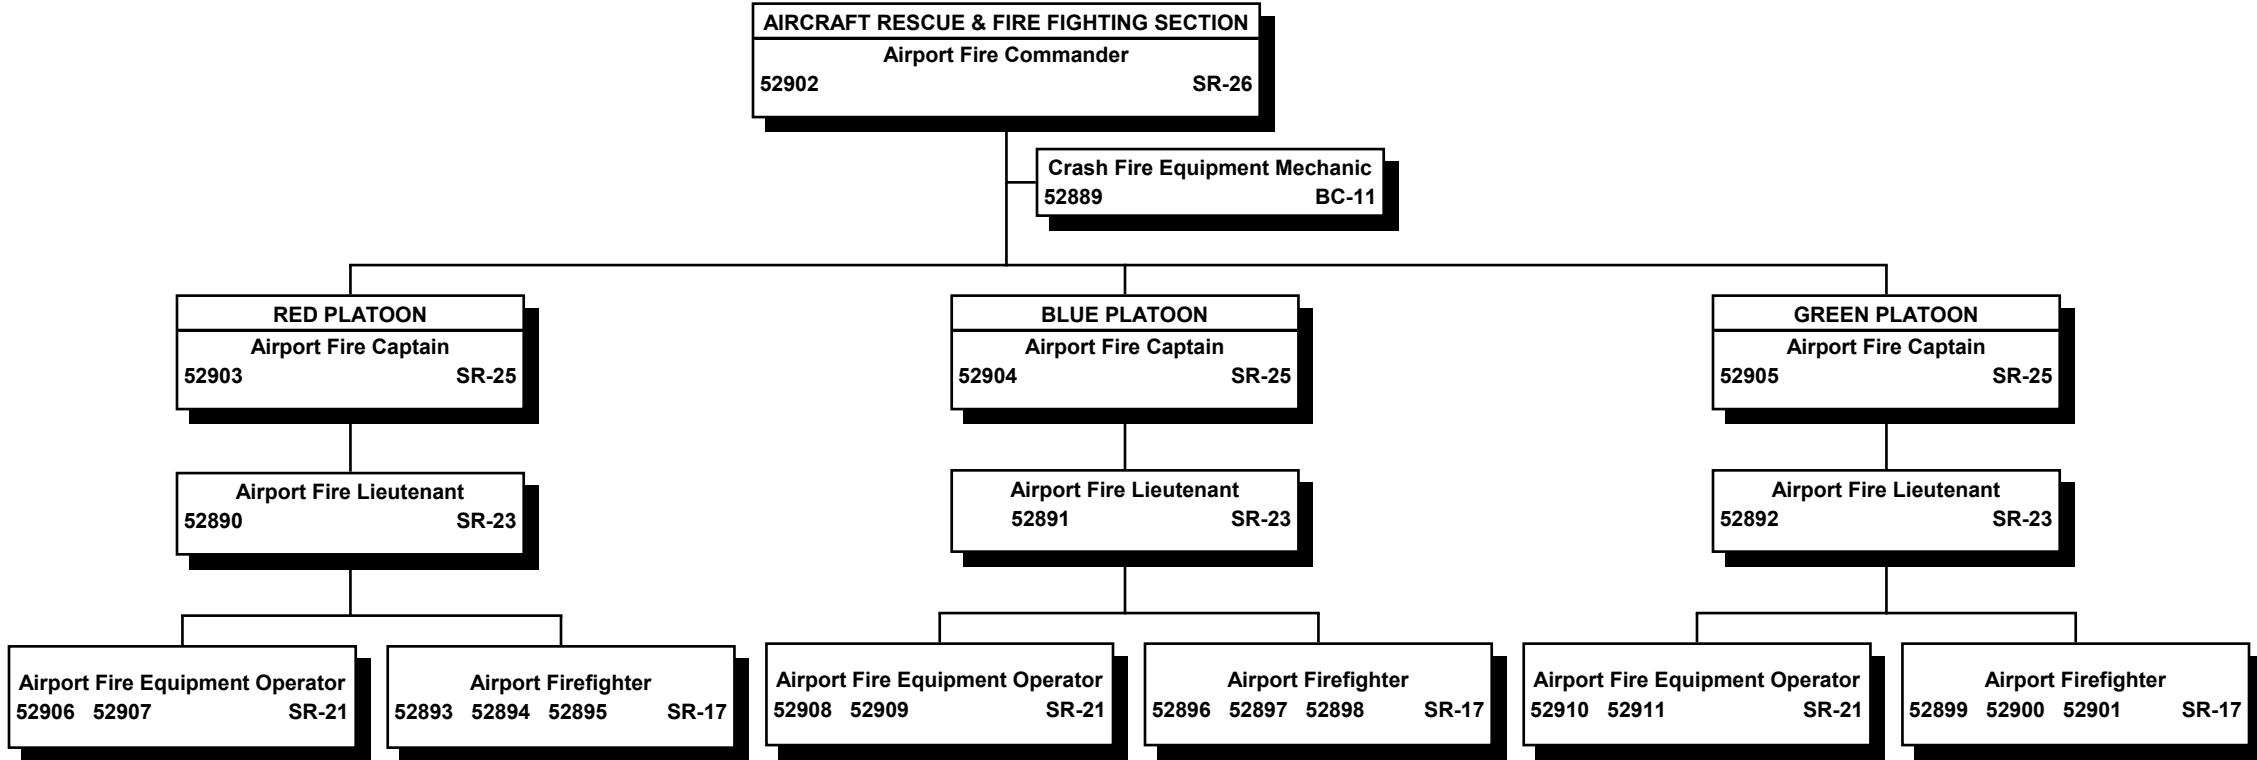 AIRCRAFT RESCUE & FIRE FIGHTING SECTION
Airport Fire Commander
52902 SR-26
Crash Fire Equipment Mechanic
52889 BC-11
RED PLATOON
Airport Fire Captain
52903 SR-25
BLUE PLATOON
Airport Fire Captain
52904 SR-25
GREEN PLATOON
Airport Fire Captain
52905 SR-25
Airport Fire Lieutenant
52890 SR-23
Airport Fire Lieutenant
52891 SR-23
Airport Fire Lieutenant
52892 SR-23
Airport Fire Equipment Operator
52906 52907 SR-21
Airport Firefighter
52893 52894 52895 SR-17
Airport Fire Equipment Operator
52908 52909 SR-21
Airport Firefighter
52896 52897 52898 SR-17
Airport Fire Equipment Operator
52910 52911 SR-21
Airport Firefighter
52899 52900 52901 SR-17